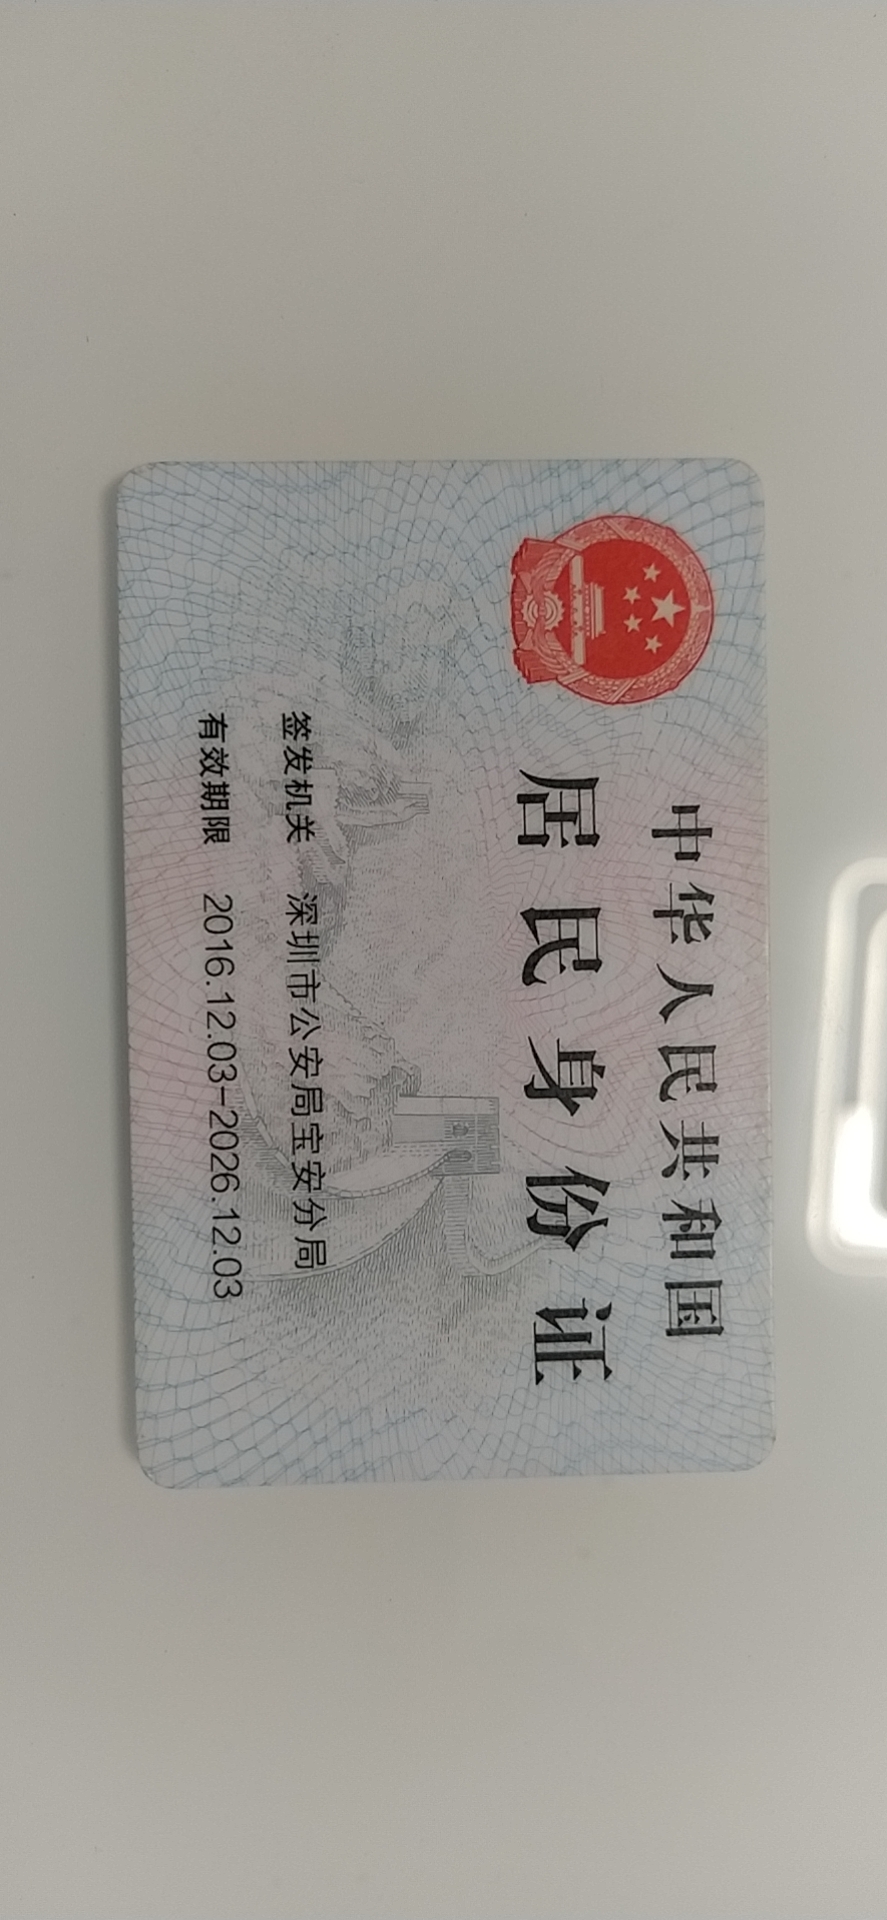 中华人民共和国
居民身份证
签发机关 深圳市公安局宝安分局
有效期限 2016.12.03-2026.12.03